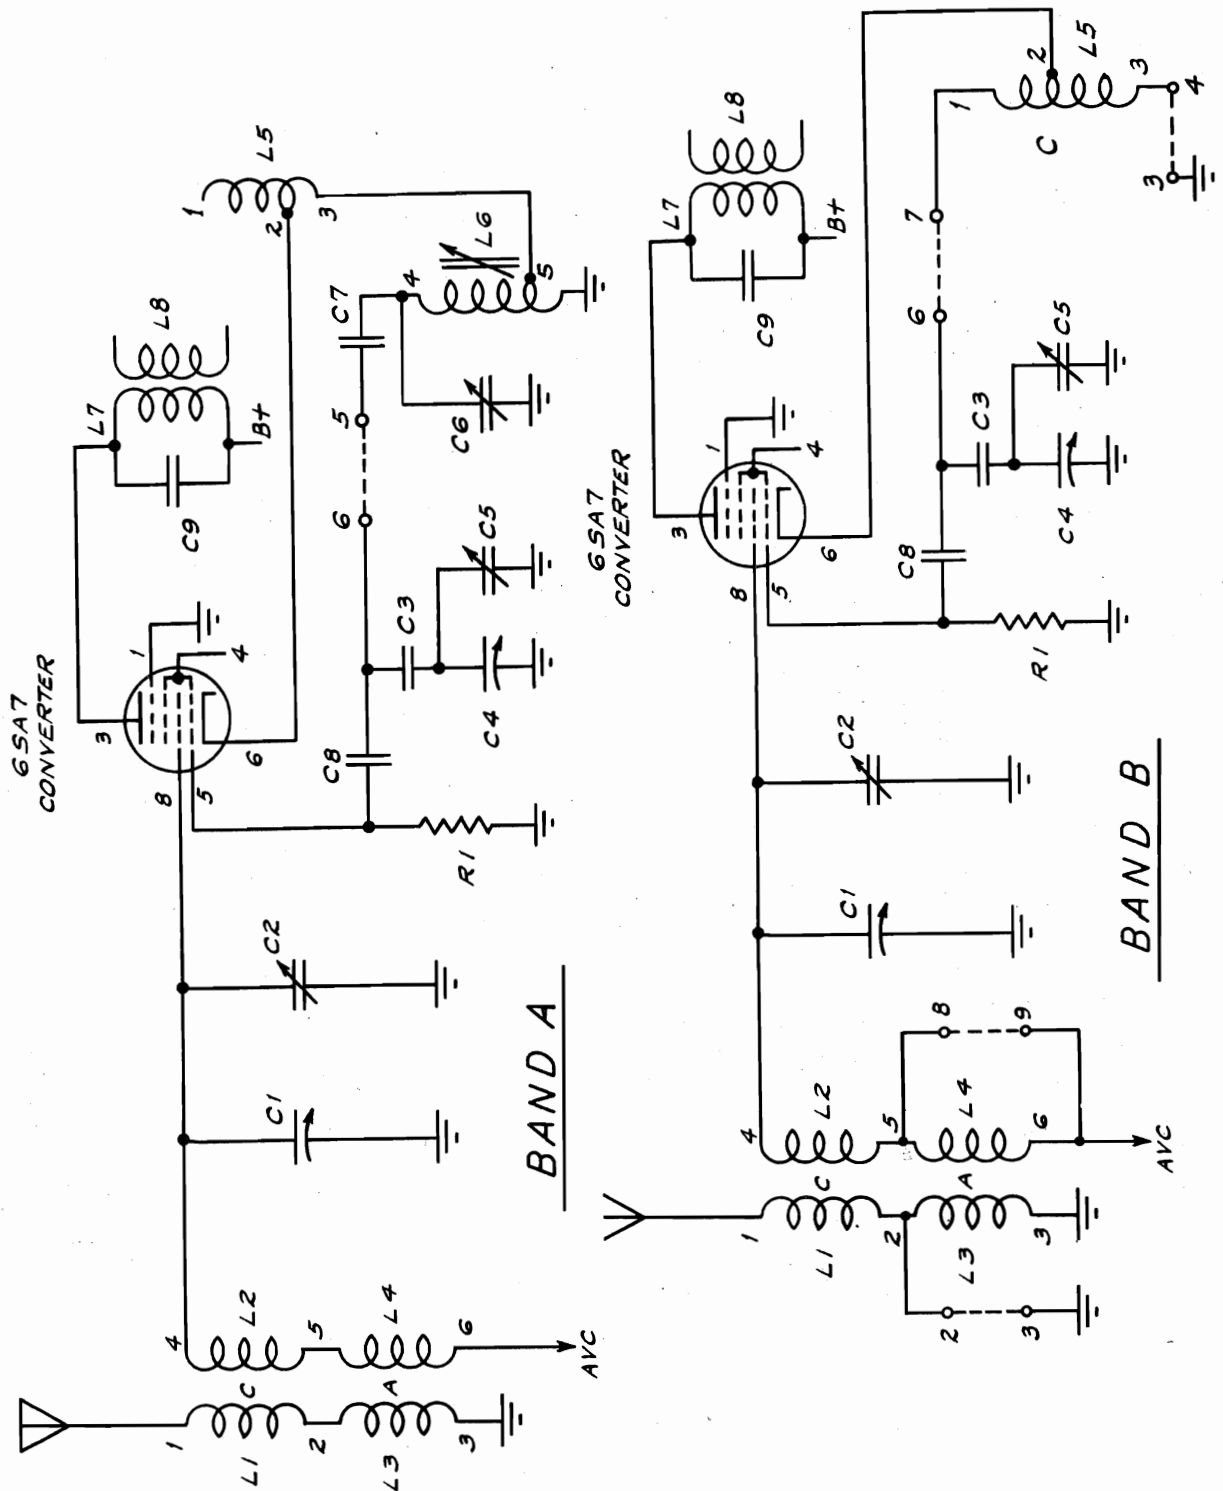 6SA7
CONVERTER
3
1
4
8
5
6
L7
L8
C9
B+
1
2
3
L5
4
5
L6
C7
C6
5
6
C8
C3
C4
C5
R1
C1
C2
4
L2
5
L4
6
AVC
1
L1
C
2
L3
A
3
BAND A
6SA7
CONVERTER
3
1
4
8
5
6
L7
L8
C9
B+
1
2
3
L5
C
3
4
7
6
C8
C3
C4
C5
R1
C1
C2
4
L2
5
L4
6
8
9
AVC
1
L1
C
2
L3
A
3
2
3
BAND B